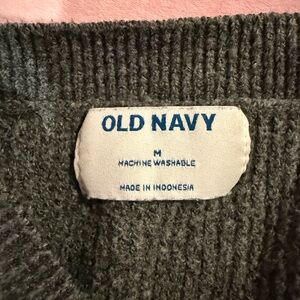 OLD NAVY
M
MACHINE WASHABLE
MADE IN INDONESIA